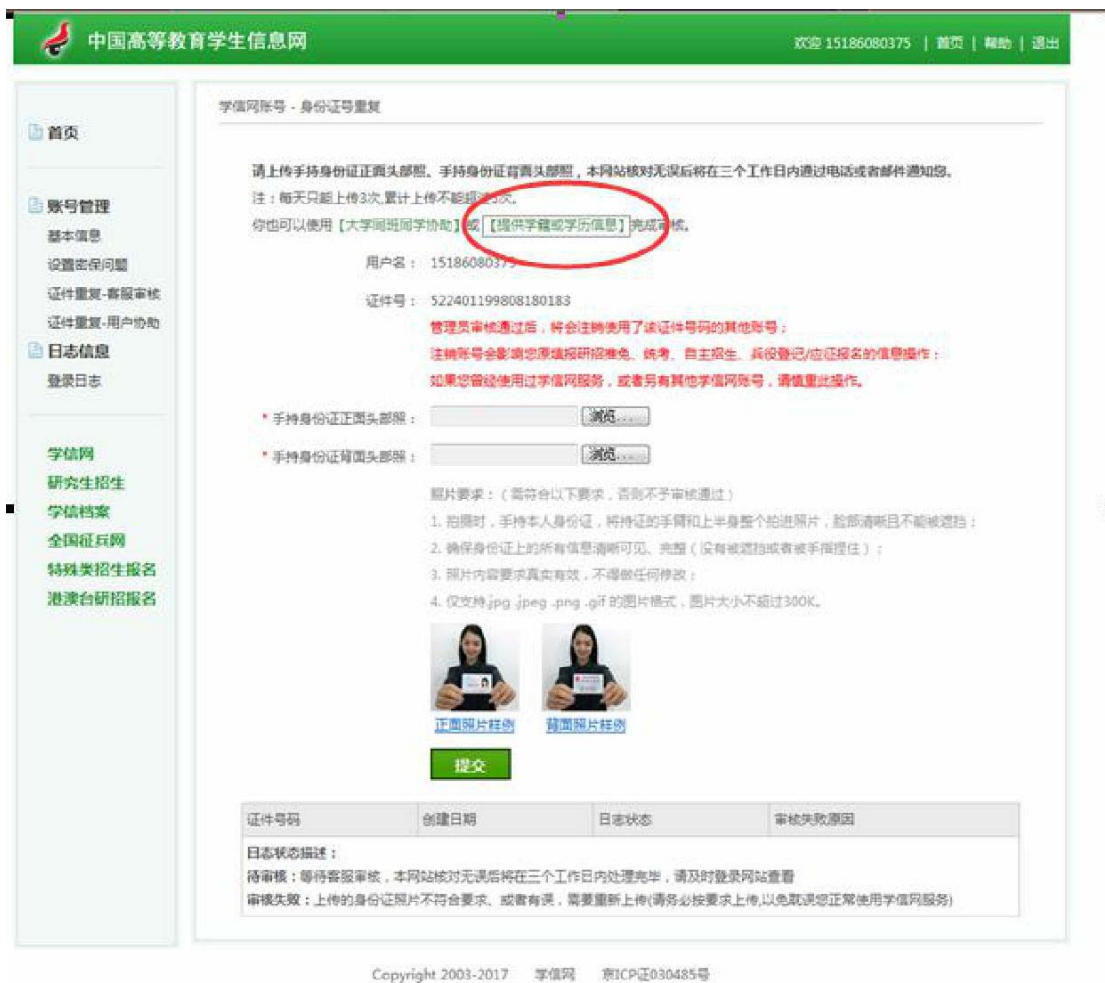 中国高等教育学生信息网
欢迎 15186080375 | 首页 | 帮助 | 退出
首页
账号管理
基本信息
设置密保问题
证件重复-客服审核
证件重复-用户协助
日志信息
登录日志
学信网
研究生招生
学信档案
全国征兵网
特殊类招生报名
港澳台研招报名
学信网账号 - 身份证号重复
请上传手持身份证正面头部照、手持身份证背面头部照，本网站核对无误后将在三个工作日内通过电话或者邮件通知您。
注：每天只能上传3次,累计上传不能超过5次。
你也可以使用【大学同班同学协助】或【提供学籍或学历信息】完成审核。
用户名： 15186080375
证件号： 522401199808180183
管理员审核通过后，将会注销使用了该证件号码的其他账号；
注销账号会影响您原填报研招推免、统考、自主招生、兵役登记/应征报名的信息操作；
如果您曾经使用过学信网服务，或者另有其他学信网账号，请慎重此操作。
* 手持身份证正面头部照： 浏览...
* 手持身份证背面头部照： 浏览...
照片要求：（需符合以下要求，否则不予审核通过）
1. 拍摄时，手持本人身份证，将持证的手臂和上半身整个拍进照片，脸部清晰且不能被遮挡；
2. 确保身份证上的所有信息清晰可见、完整（没有被遮挡或者被手指捏住）；
3. 照片内容要求真实有效，不得做任何修改；
4. 仅支持.jpg .jpeg .png .gif 的图片格式，图片大小不超过300K。
正面照片样例 背面照片样例
提交
证件号码 创建日期 日志状态 审核失败原因
日志状态描述：
待审核：等待客服审核，本网站核对无误后将在三个工作日内处理完毕，请及时登录网站查看
审核失败：上传的身份证照片不符合要求、或者有误，需要重新上传(请务必按要求上传,以免耽误您正常使用学信网服务)
Copyright 2003-2017 学信网 京ICP证030485号